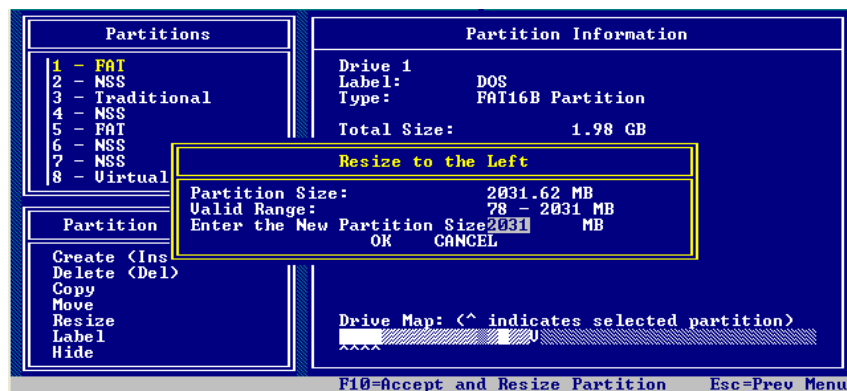 Partitions
1 - FAT
2 - NSS
3 - Traditional
4 - NSS
5 - FAT
6 - NSS
7 - NSS
8 - Virtual
Partition Information
Drive 1
Label: DOS
Type: FAT16B Partition
Total Size: 1.98 GB
Resize to the Left
Partition Size: 2031.62 MB
Valid Range: 78 - 2031 MB
Enter the New Partition Size 2031 MB
OK CANCEL
Partition
Create (Ins
Delete (Del)
Copy
Move
Resize
Label
Hide
Drive Map: (^ indicates selected partition)
V
^^^^
F10=Accept and Resize Partition Esc=Prev Menu